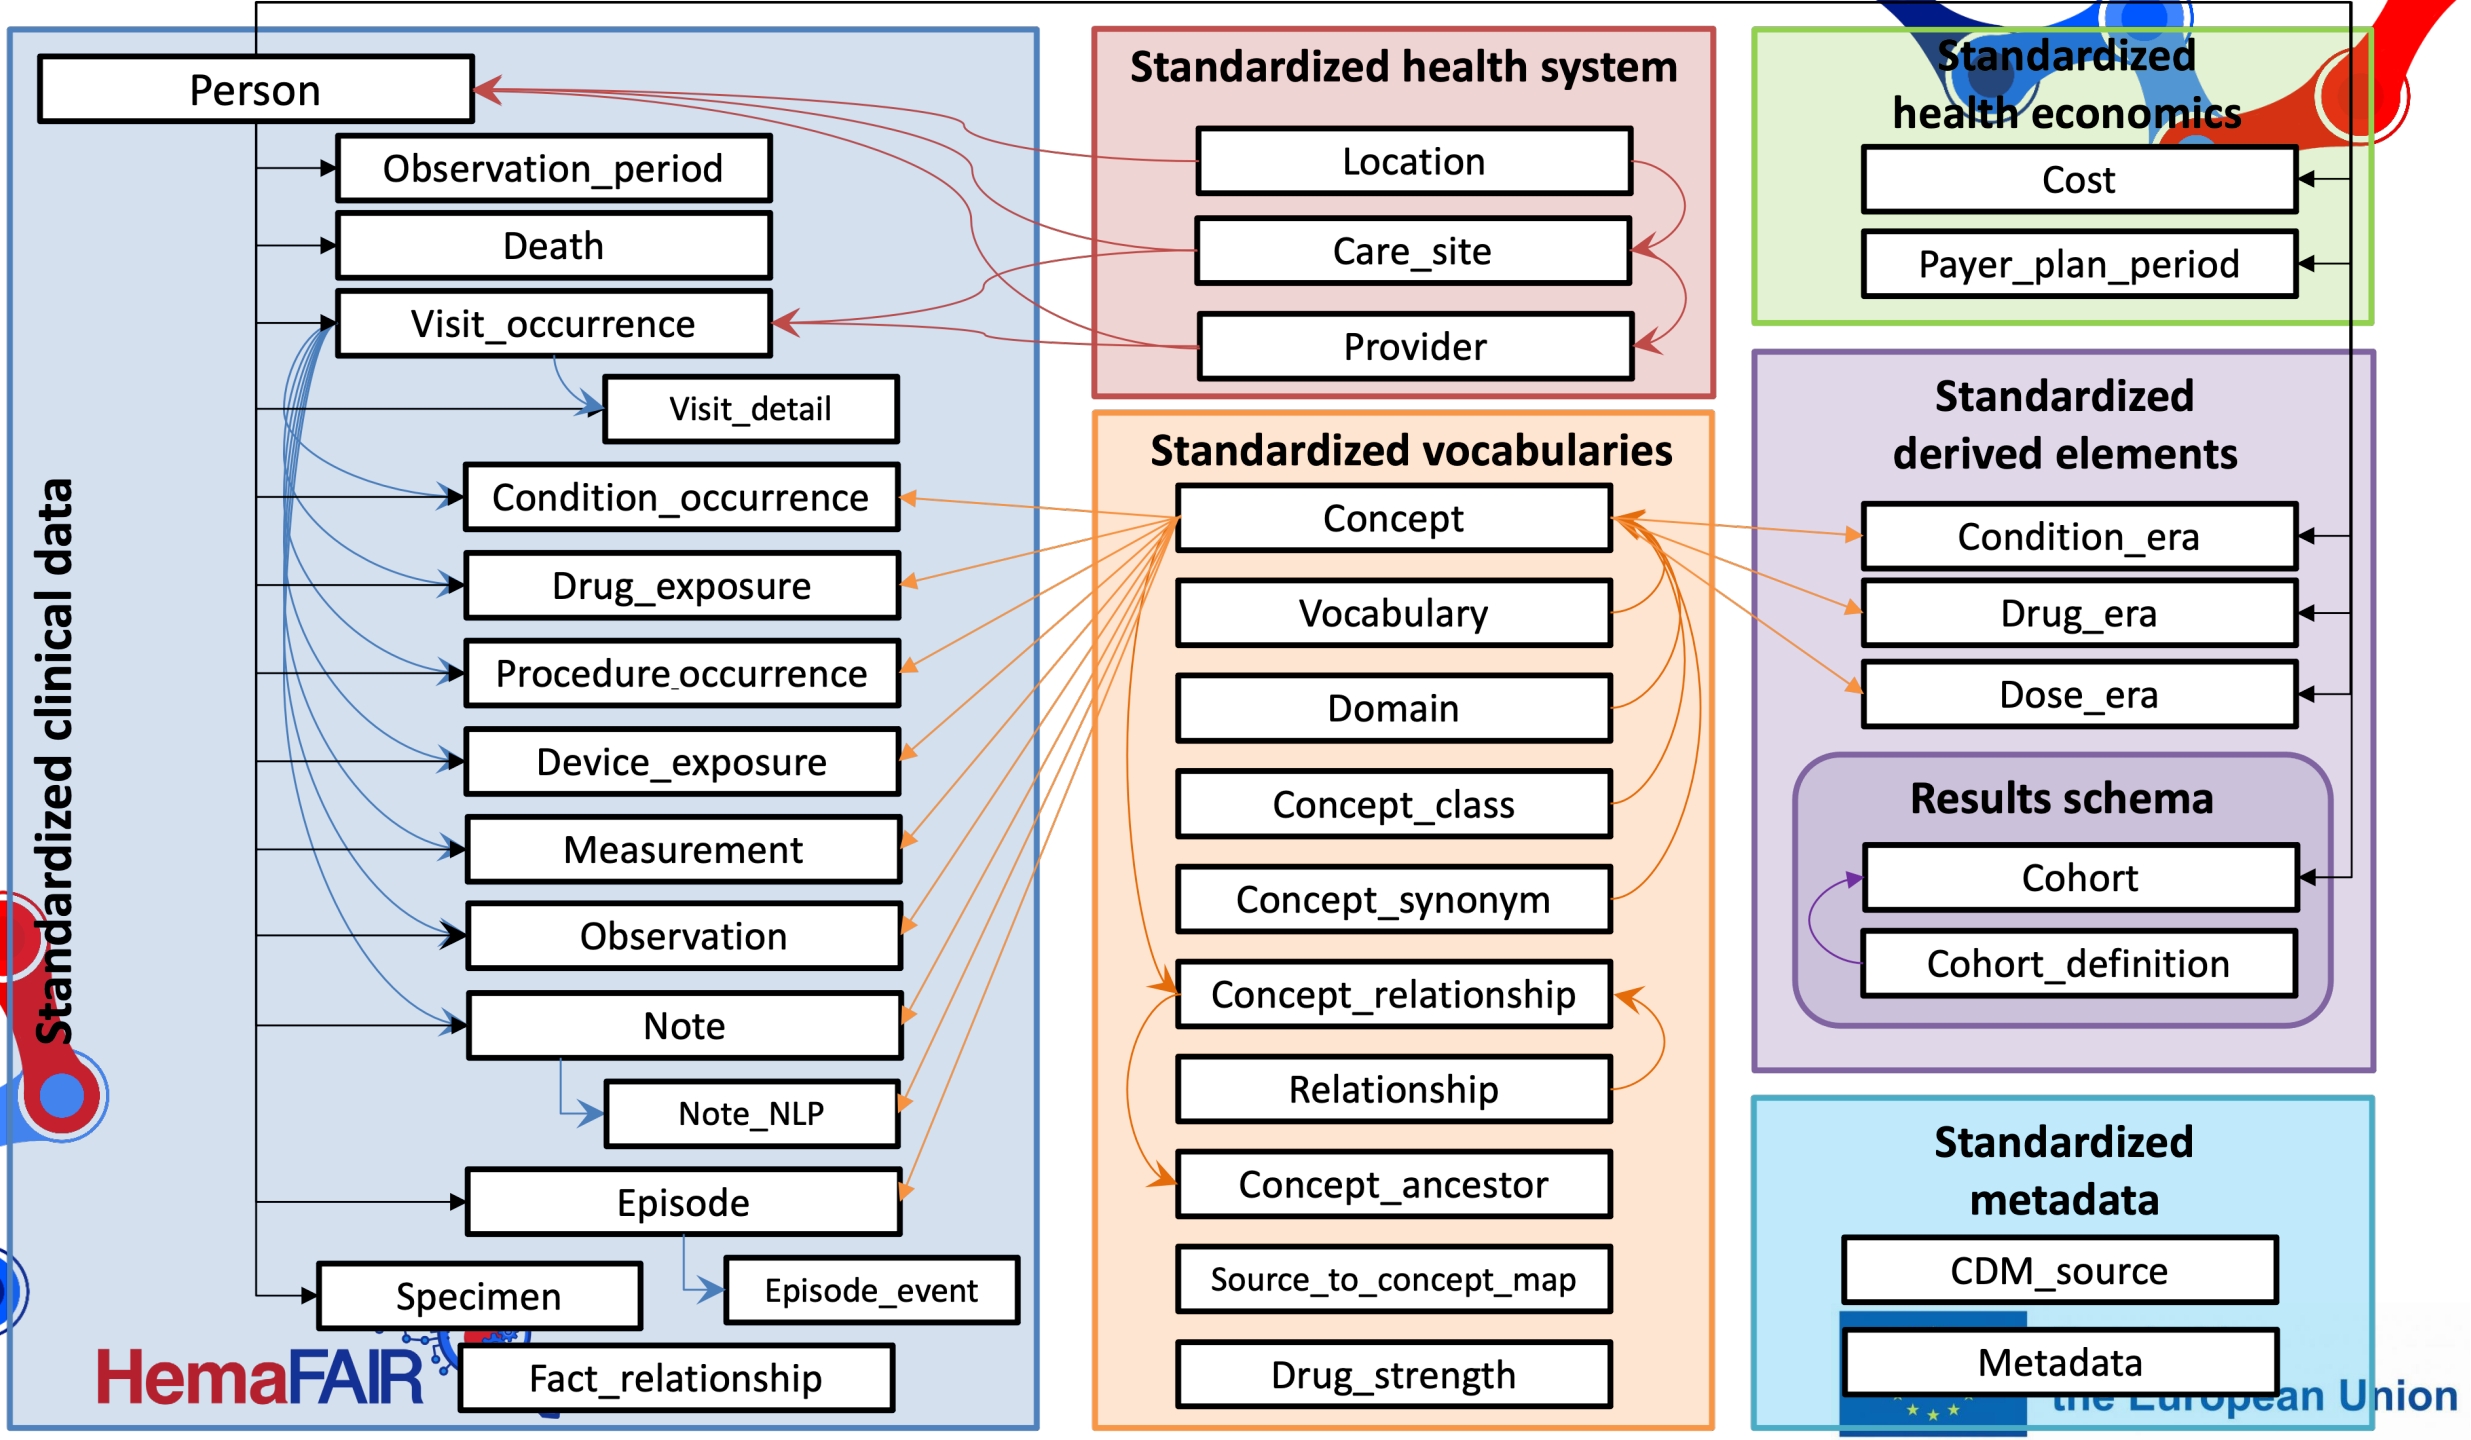 Standardized clinical data
Person
Observation_period
Death
Visit_occurrence
Visit_detail
Condition_occurrence
Drug_exposure
Procedure_occurrence
Device_exposure
Measurement
Observation
Note
Note_NLP
Episode
Episode_event
Specimen
Fact_relationship
HemaFAIR
Standardized health system
Location
Care_site
Provider
Standardized vocabularies
Concept
Vocabulary
Domain
Concept_class
Concept_synonym
Concept_relationship
Relationship
Concept_ancestor
Source_to_concept_map
Drug_strength
Standardized
health economics
Cost
Payer_plan_period
Standardized
derived elements
Condition_era
Drug_era
Dose_era
Results schema
Cohort
Cohort_definition
Standardized
metadata
CDM_source
Metadata
the European Union